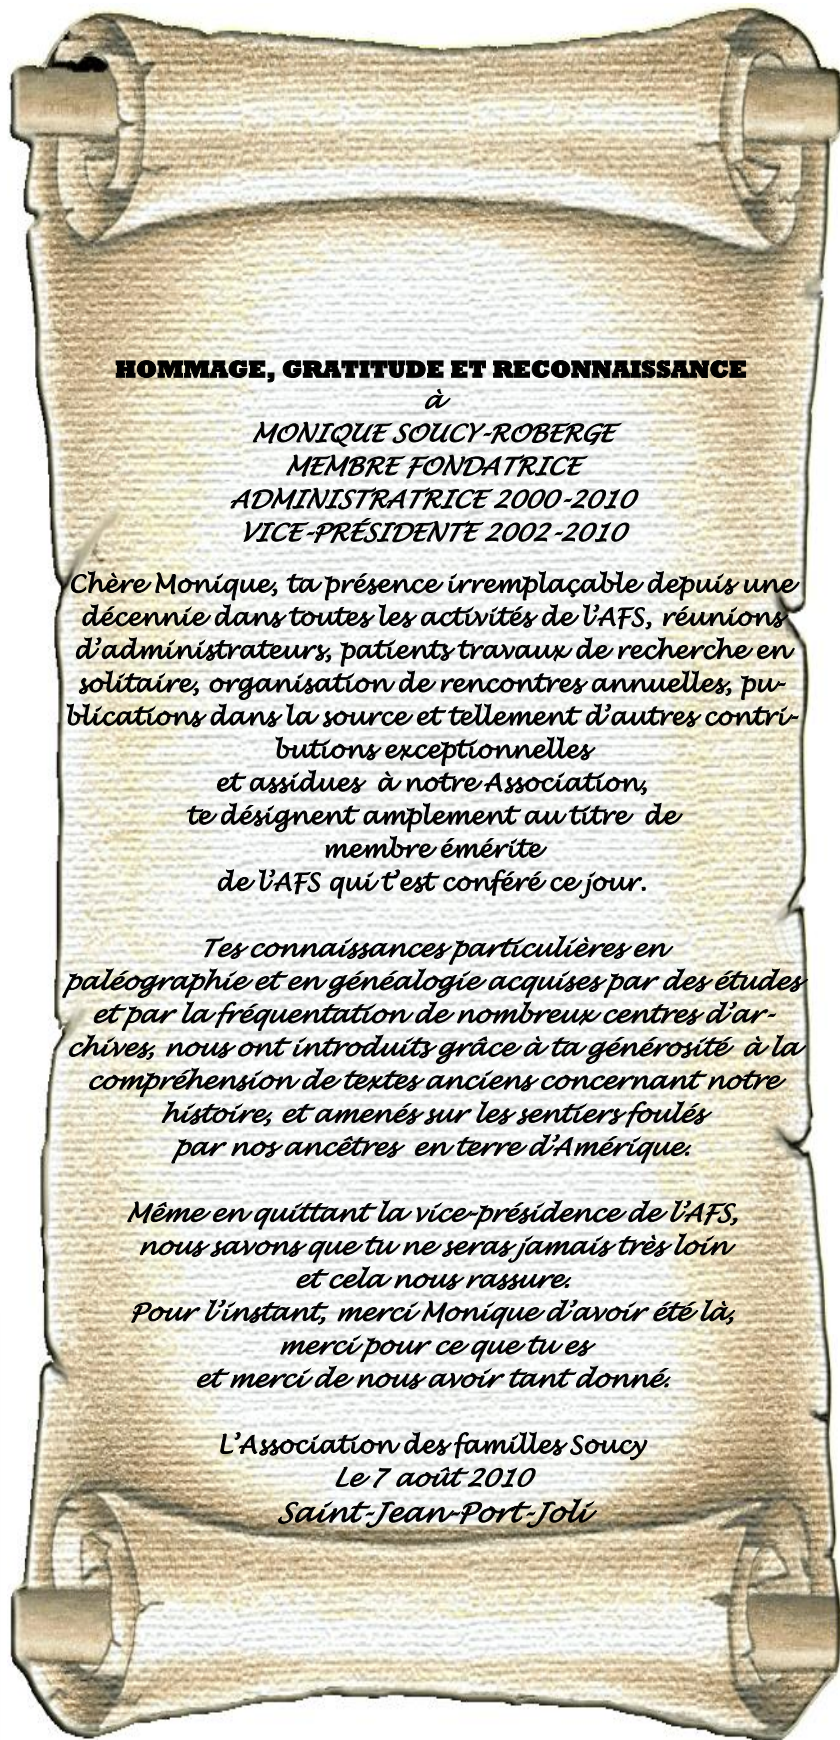 HOMMAGE, GRATITUDE ET RECONNAISSANCE
à
MONIQUE SOUCY-ROBERGE
MEMBRE FONDATRICE
ADMINISTRATRICE 2000-2010
VICE-PRÉSIDENTE 2002-2010
Chère Monique, ta présence irremplaçable depuis une
décennie dans toutes les activités de l'AFS, réunions
d'administrateurs, patients travaux de recherche en
solitaire, organisation de rencontres annuelles, pu-
blications dans la source et tellement d'autres contri-
butions exceptionnelles
et assidues à notre Association,
te désignent amplement au titre de
membre émérite
de l'AFS qui t'est conféré ce jour.
Tes connaissances particulières en
paléographie et en généalogie acquises par des études
et par la fréquentation de nombreux centres d'ar-
chives, nous ont introduits grâce à ta générosité à la
compréhension de textes anciens concernant notre
histoire, et amenés sur les sentiers foulés
par nos ancêtres en terre d'Amérique.
Même en quittant la vice-présidence de l'AFS,
nous savons que tu ne seras jamais très loin
et cela nous rassure.
Pour l'instant, merci Monique d'avoir été là,
merci pour ce que tu es
et merci de nous avoir tant donné.
L'Association des familles Soucy
Le 7 août 2010
Saint-Jean-Port-Joli